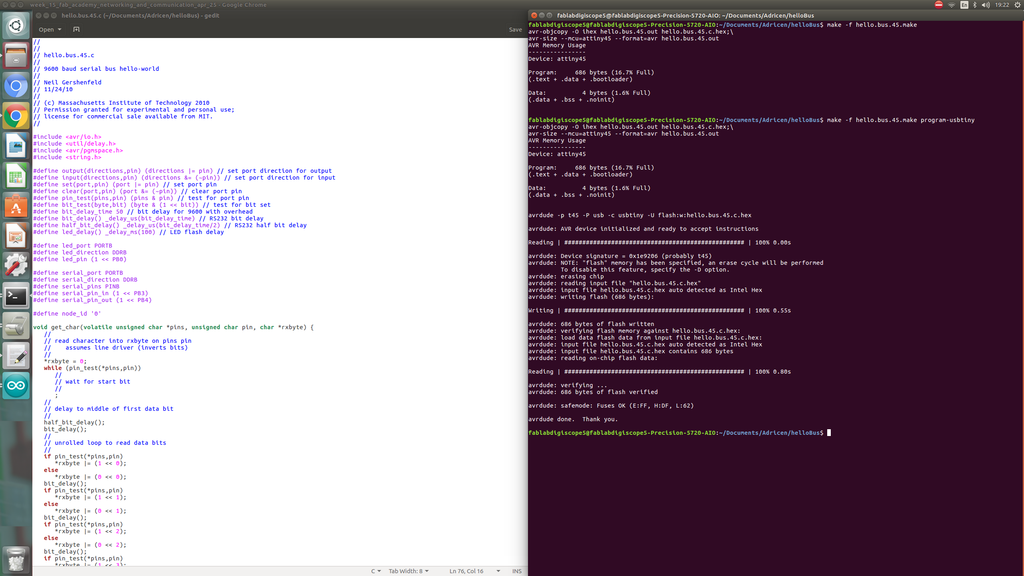 week_15_fab_academy_networking_and_communication_apr_25 - Google Chrome
19:22
hello.bus.45.c (~/Documents/Adricen/helloBus) - gedit
Open
Save
//
//
// hello.bus.45.c
//
// 9600 baud serial bus hello-world
//
// Neil Gershenfeld
// 11/24/10
//
// (c) Massachusetts Institute of Technology 2010
// Permission granted for experimental and personal use;
// license for commercial sale available from MIT.
//
#include <avr/io.h>
#include <util/delay.h>
#include <avr/pgmspace.h>
#include <string.h>
#define output(directions,pin) (directions |= pin) // set port direction for output
#define input(directions,pin) (directions &= (~pin)) // set port direction for input
#define set(port,pin) (port |= pin) // set port pin
#define clear(port,pin) (port &= (~pin)) // clear port pin
#define pin_test(pins,pin) (pins & pin) // test for port pin
#define bit_test(byte,bit) (byte & (1 << bit)) // test for bit set
#define bit_delay_time 50 // bit delay for 9600 with overhead
#define bit_delay() _delay_us(bit_delay_time) // RS232 bit delay
#define half_bit_delay() _delay_us(bit_delay_time/2) // RS232 half bit delay
#define led_delay() _delay_ms(100) // LED flash delay
#define led_port PORTB
#define led_direction DDRB
#define led_pin (1 << PB0)
#define serial_port PORTB
#define serial_direction DDRB
#define serial_pins PINB
#define serial_pin_in (1 << PB3)
#define serial_pin_out (1 << PB4)
#define node_id '0'
void get_char(volatile unsigned char *pins, unsigned char pin, char *rxbyte) {
//
// read character into rxbyte on pins pin
// assumes line driver (inverts bits)
//
*rxbyte = 0;
while (pin_test(*pins,pin))
//
// wait for start bit
//
;
//
// delay to middle of first data bit
//
half_bit_delay();
bit_delay();
//
// unrolled loop to read data bits
//
if pin_test(*pins,pin)
*rxbyte |= (1 << 0);
else
*rxbyte |= (0 << 0);
bit_delay();
if pin_test(*pins,pin)
*rxbyte |= (1 << 1);
else
*rxbyte |= (0 << 1);
bit_delay();
if pin_test(*pins,pin)
*rxbyte |= (1 << 2);
else
*rxbyte |= (0 << 2);
bit_delay();
if pin_test(*pins,pin)
*rxbyte |= (1 << 3);
C Tab Width: 8 Ln 76, Col 16 INS
fablabdigiscope5@fablabdigiscope5-Precision-5720-AIO: ~/Documents/Adricen/helloBus
fablabdigiscope5@fablabdigiscope5-Precision-5720-AIO:~/Documents/Adricen/helloBus$ make -f hello.bus.45.make
avr-objcopy -O ihex hello.bus.45.out hello.bus.45.c.hex;\
avr-size --mcu=attiny45 --format=avr hello.bus.45.out
AVR Memory Usage
----------------
Device: attiny45
Program: 686 bytes (16.7% Full)
(.text + .data + .bootloader)
Data: 4 bytes (1.6% Full)
(.data + .bss + .noinit)
fablabdigiscope5@fablabdigiscope5-Precision-5720-AIO:~/Documents/Adricen/helloBus$ make -f hello.bus.45.make program-usbtiny
avr-objcopy -O ihex hello.bus.45.out hello.bus.45.c.hex;\
avr-size --mcu=attiny45 --format=avr hello.bus.45.out
AVR Memory Usage
----------------
Device: attiny45
Program: 686 bytes (16.7% Full)
(.text + .data + .bootloader)
Data: 4 bytes (1.6% Full)
(.data + .bss + .noinit)
avrdude -p t45 -P usb -c usbtiny -U flash:w:hello.bus.45.c.hex
avrdude: AVR device initialized and ready to accept instructions
Reading | ################################################## | 100% 0.00s
avrdude: Device signature = 0x1e9206 (probably t45)
avrdude: NOTE: "flash" memory has been specified, an erase cycle will be performed
To disable this feature, specify the -D option.
avrdude: erasing chip
avrdude: reading input file "hello.bus.45.c.hex"
avrdude: input file hello.bus.45.c.hex auto detected as Intel Hex
avrdude: writing flash (686 bytes):
Writing | ################################################## | 100% 0.55s
avrdude: 686 bytes of flash written
avrdude: verifying flash memory against hello.bus.45.c.hex:
avrdude: load data flash data from input file hello.bus.45.c.hex:
avrdude: input file hello.bus.45.c.hex auto detected as Intel Hex
avrdude: input file hello.bus.45.c.hex contains 686 bytes
avrdude: reading on-chip flash data:
Reading | ################################################## | 100% 0.80s
avrdude: verifying ...
avrdude: 686 bytes of flash verified
avrdude: safemode: Fuses OK (E:FF, H:DF, L:62)
avrdude done. Thank you.
fablabdigiscope5@fablabdigiscope5-Precision-5720-AIO:~/Documents/Adricen/helloBus$